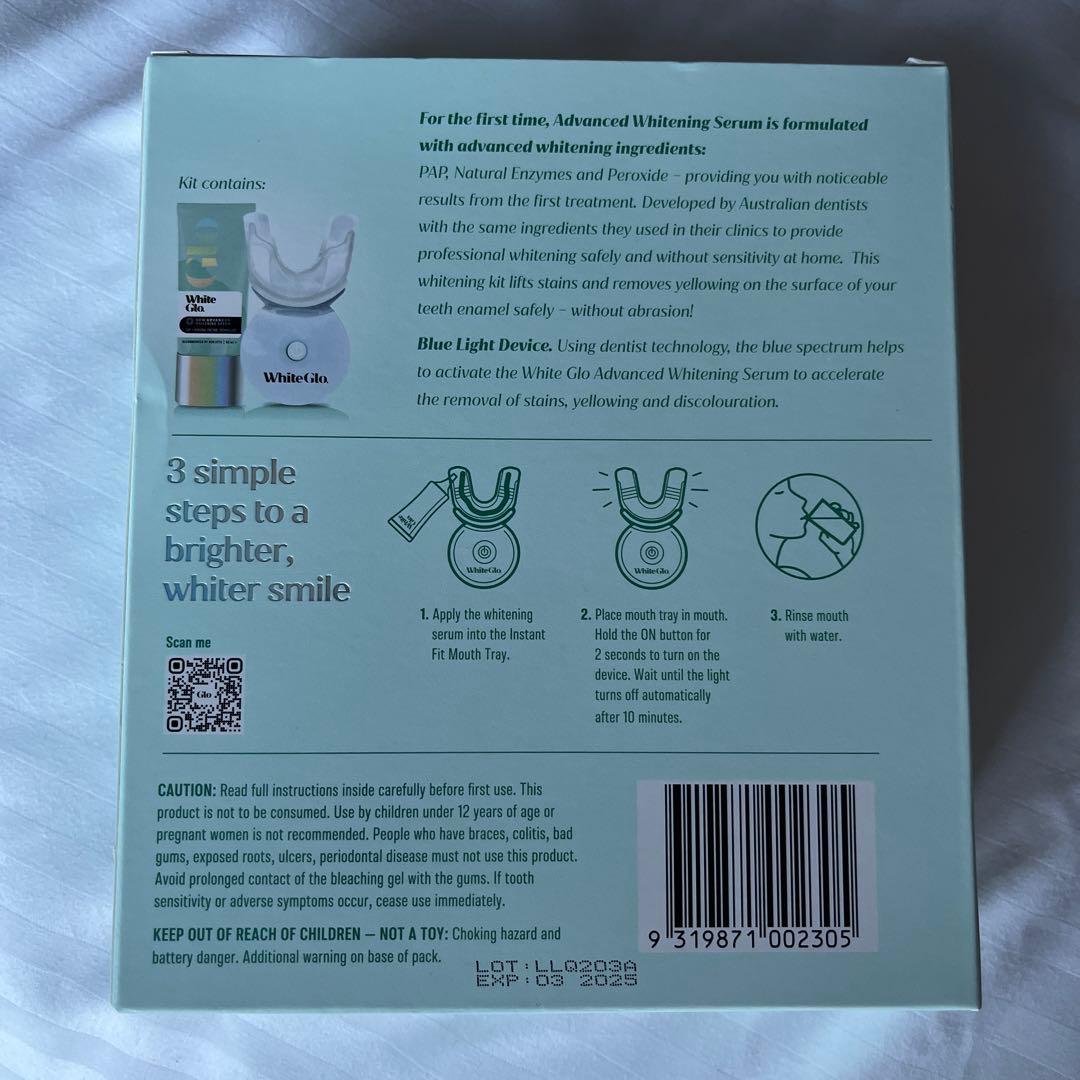 For the first time, Advanced Whitening Serum is formulated
with advanced whitening ingredients:
PAP, Natural Enzymes and Peroxide – providing you with noticeable
results from the first treatment. Developed by Australian dentists
with the same ingredients they used in their clinics to provide
professional whitening safely and without sensitivity at home. This
whitening kit lifts stains and removes yellowing on the surface of your
teeth enamel safely – without abrasion!
Kit contains:
GLO
White
Glo.
White Glo.
Blue Light Device. Using dentist technology, the blue spectrum helps
to activate the White Glo Advanced Whitening Serum to accelerate
the removal of stains, yellowing and discolouration.
3 simple
steps to a
brighter,
whiter smile
White
Glo
White Glo.
White Glo.
1. Apply the whitening
serum into the Instant
Fit Mouth Tray.
2. Place mouth tray in mouth.
Hold the ON button for
2 seconds to turn on the
device. Wait until the light
turns off automatically
after 10 minutes.
3. Rinse mouth
with water.
Scan me
Glo
CAUTION: Read full instructions inside carefully before first use. This
product is not to be consumed. Use by children under 12 years of age or
pregnant women is not recommended. People who have braces, colitis, bad
gums, exposed roots, ulcers, periodontal disease must not use this product.
Avoid prolonged contact of the bleaching gel with the gums. If tooth
sensitivity or adverse symptoms occur, cease use immediately.
KEEP OUT OF REACH OF CHILDREN – NOT A TOY: Choking hazard and
battery danger. Additional warning on base of pack.
9 319871 002305
LOT:LLQ203A
EXP:03 2025